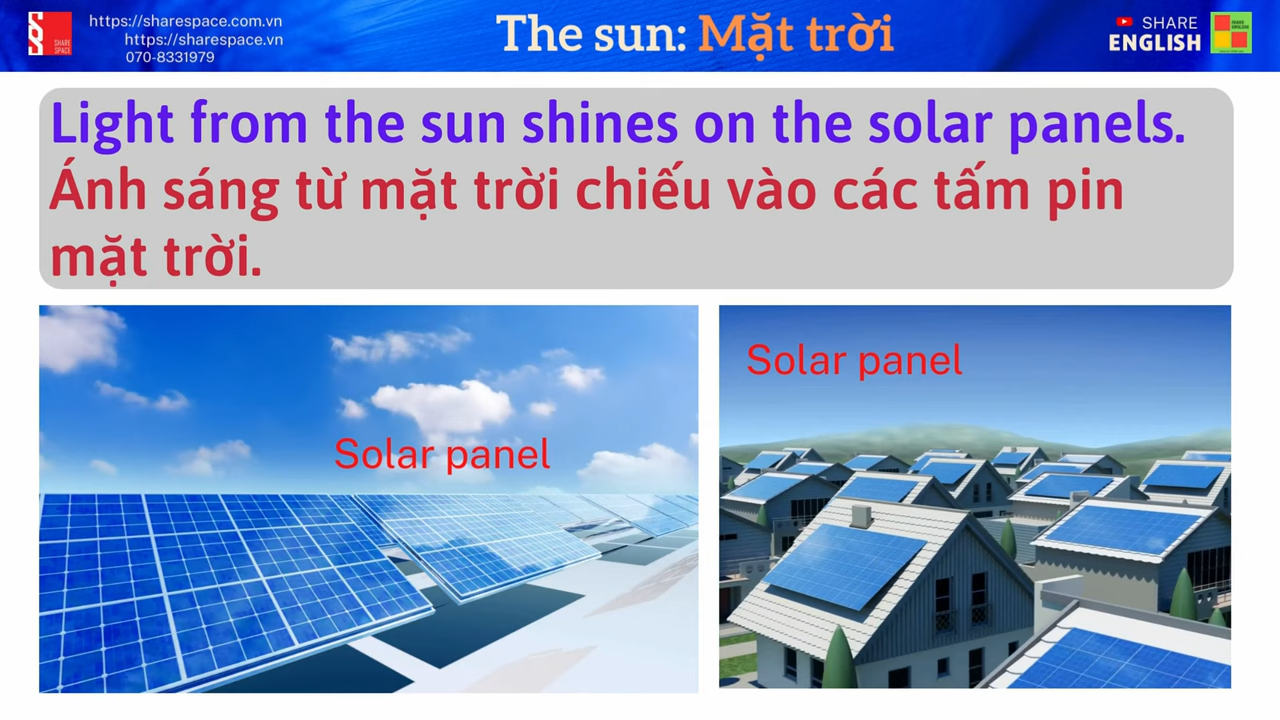 https://sharespace.com.vn
https://sharespace.vn
070-8331979
SHARE
SPACE
The sun: Mặt trời
SHARE
ENGLISH
Light from the sun shines on the solar panels.
Ánh sáng từ mặt trời chiếu vào các tấm pin
mặt trời.
Solar panel
Solar panel